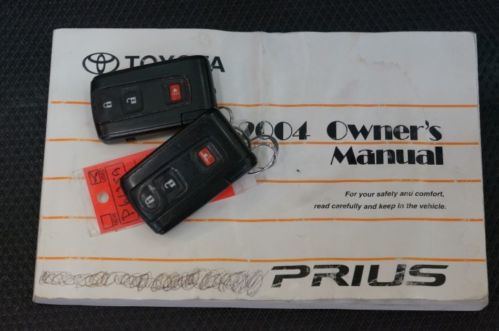 TOYOTA
2004 Owner's
Manual
For your safety and comfort,
read carefully and keep in the vehicle.
PRIUS